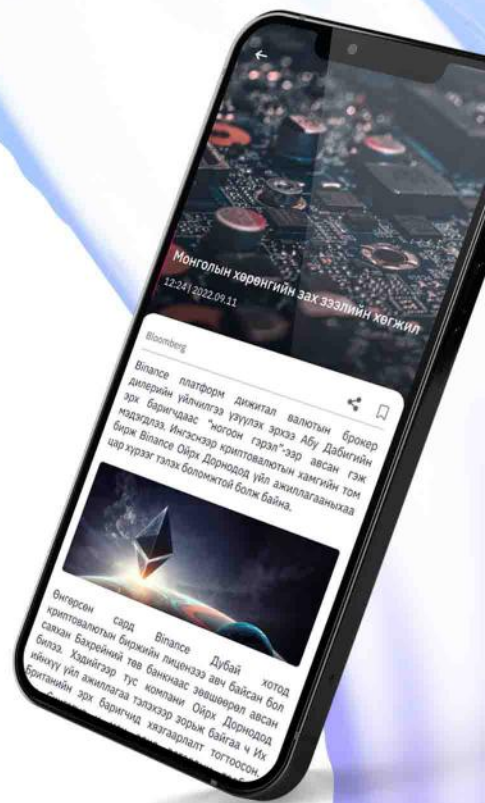 Монголын хөрөнгийн зах зээлийн хөгжил
12:24 | 2022.09.11
Bloomberg
Binance платформ дижитал валютын брокер
дилерийн үйлчилгээ үзүүлэх эрхээ Абу Дабигийн
эрх баригчдаас "ногоон гэрэл"-ээр авсан гэж
мэдэгдлээ. Ингэснээр криптовалютын хамгийн том
бирж Binance Ойрх Дорнодод үйл ажиллагааныхаа
цар хүрээг тэлэх боломжтой болж байна.
Өнгөрсөн сард Binance Дубай хотод
криптовалютын биржийн лицензээ авч байсан бол
саяхан Бахрейний төв банкнаас зөвшөөрөл авсан
билээ. Хэдийгээр тус компани Ойрх Дорнодод
ийнхүү үйл ажиллагаа тэлэхээр зорьж байгаа ч Их
Британийн эрх баригчид хязгаарлалт тогтоосон.